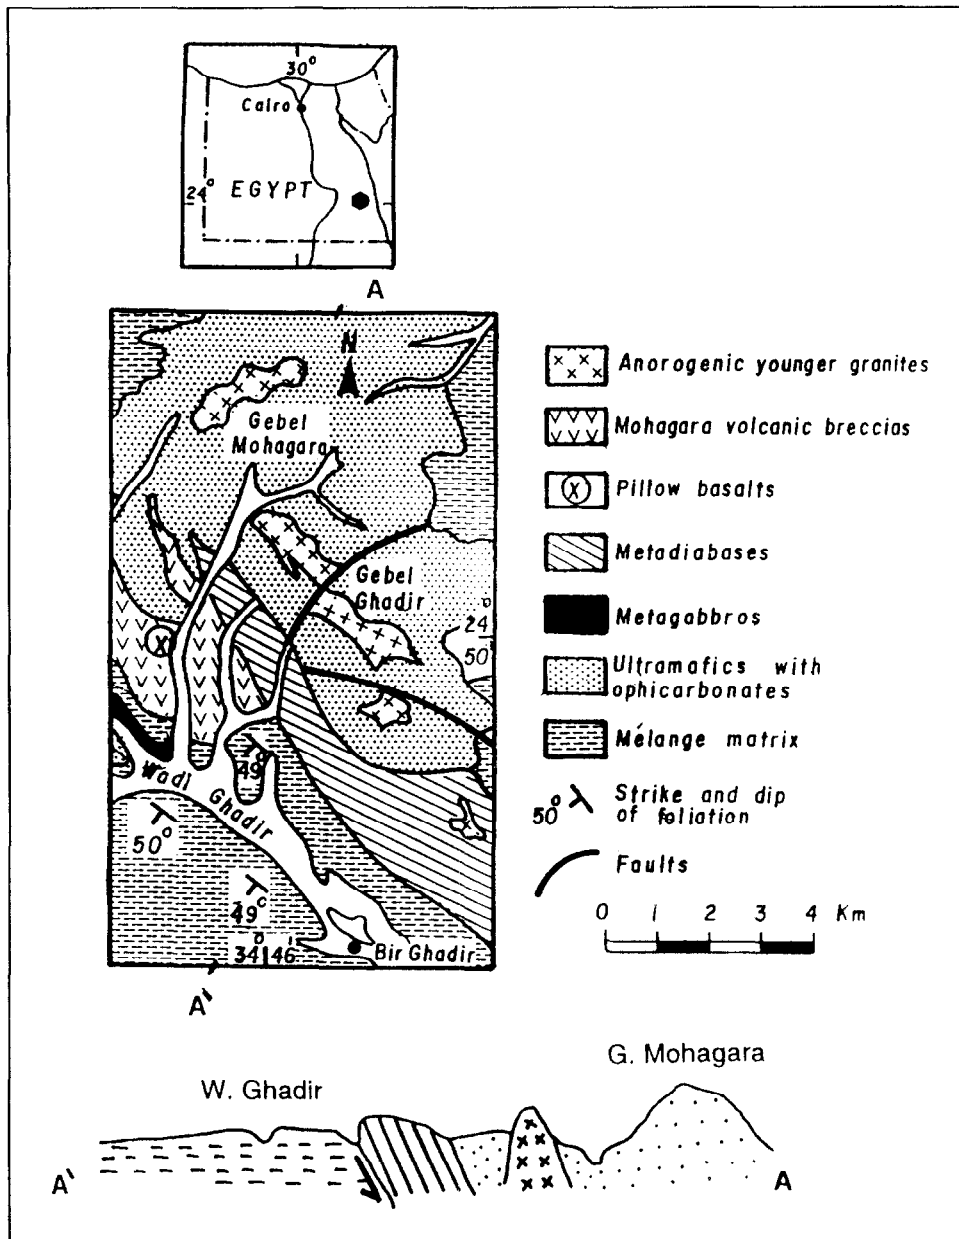 30°
Cairo
24° EGYPT
A
N
Gebel
Mohagara
Gebel
Ghadir
24°
50'
49°
Wadi Ghadir
50°
49°
34°46'
Bir Ghadir
A'
Anorogenic younger granites
Mohagara volcanic breccias
Pillow basalts
Metadiabases
Metagabbros
Ultramafics with
ophicarbonates
Mélange matrix
50° Strike and dip
of foliation
Faults
0 1 2 3 4 Km
G. Mohagara
W. Ghadir
A' A